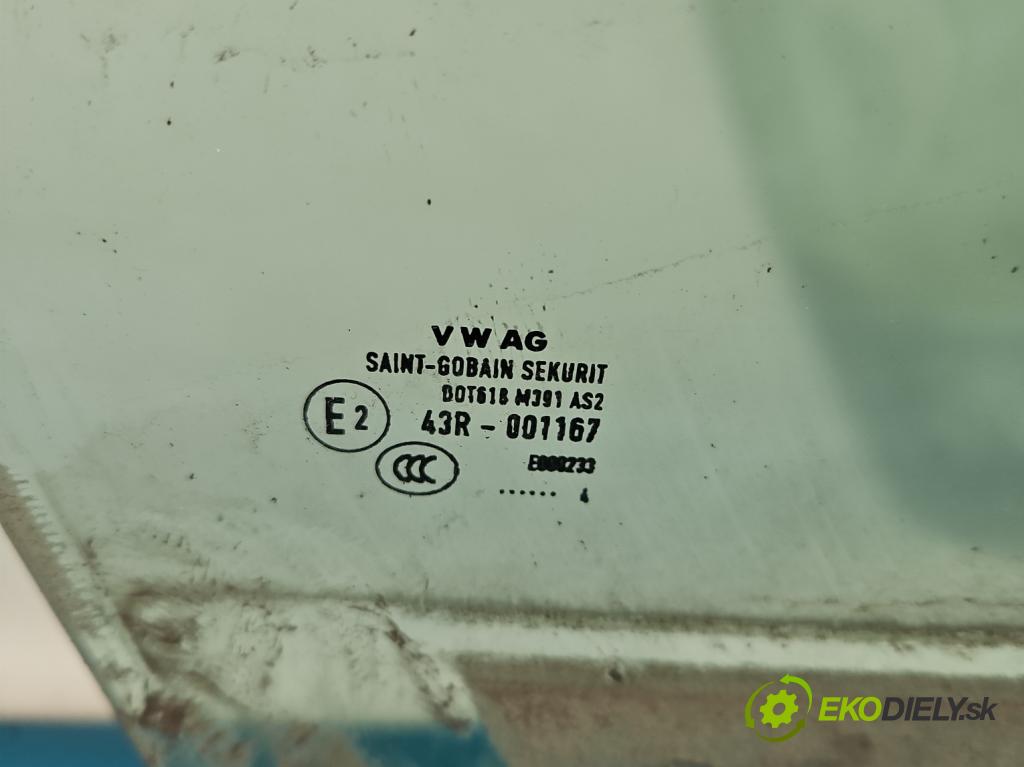 VW AG
SAINT-GOBAIN SEKURIT
DOT618 M391 AS2
E2
43R - 001167
CCC
E000233
...... 4
EKODIELY.sk